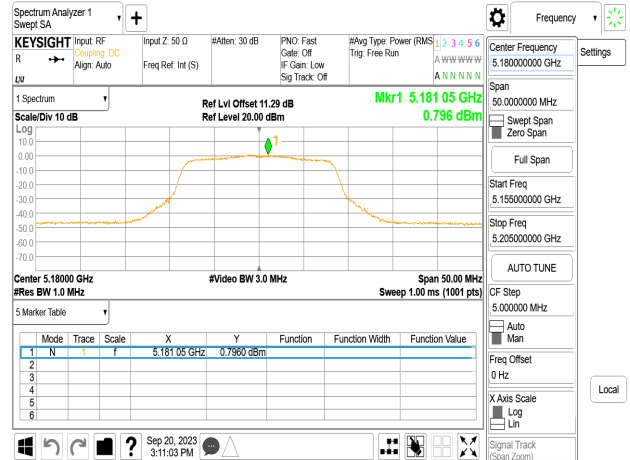 Spectrum Analyzer 1
Swept SA
Frequency
KEYSIGHT
Input: RF
Input Z: 50 Ω
#Atten: 30 dB
PNO: Fast
#Avg Type: Power (RMS
1 2 3 4 5 6
R
Coupling: DC
Gate: Off
Trig: Free Run
Align: Auto
Freq Ref: Int (S)
IF Gain: Low
A W W W W W
Sig Track: Off
A N N N N N
Center Frequency
5.180000000 GHz
Settings
1 Spectrum
Ref Lvl Offset 11.29 dB
Mkr1 5.181 05 GHz
Scale/Div 10 dB
Ref Level 20.00 dBm
0.796 dBm
Log
10.0
0.00
-10.0
-20.0
-30.0
-40.0
-50.0
-60.0
-70.0
1
Center 5.18000 GHz
#Video BW 3.0 MHz
Span 50.00 MHz
#Res BW 1.0 MHz
Sweep 1.00 ms (1001 pts)
Span
50.0000000 MHz
Swept Span
Zero Span
Full Span
Start Freq
5.155000000 GHz
Stop Freq
5.205000000 GHz
AUTO TUNE
CF Step
5.000000 MHz
Auto
Man
Freq Offset
0 Hz
X Axis Scale
Log
Lin
Local
Signal Track
(Span Zoom)
5 Marker Table
Mode Trace Scale X Y Function Function Width Function Value
1 N 1 f 5.181 05 GHz 0.7960 dBm
2
3
4
5
6
?
Sep 20, 2023
3:11:03 PM